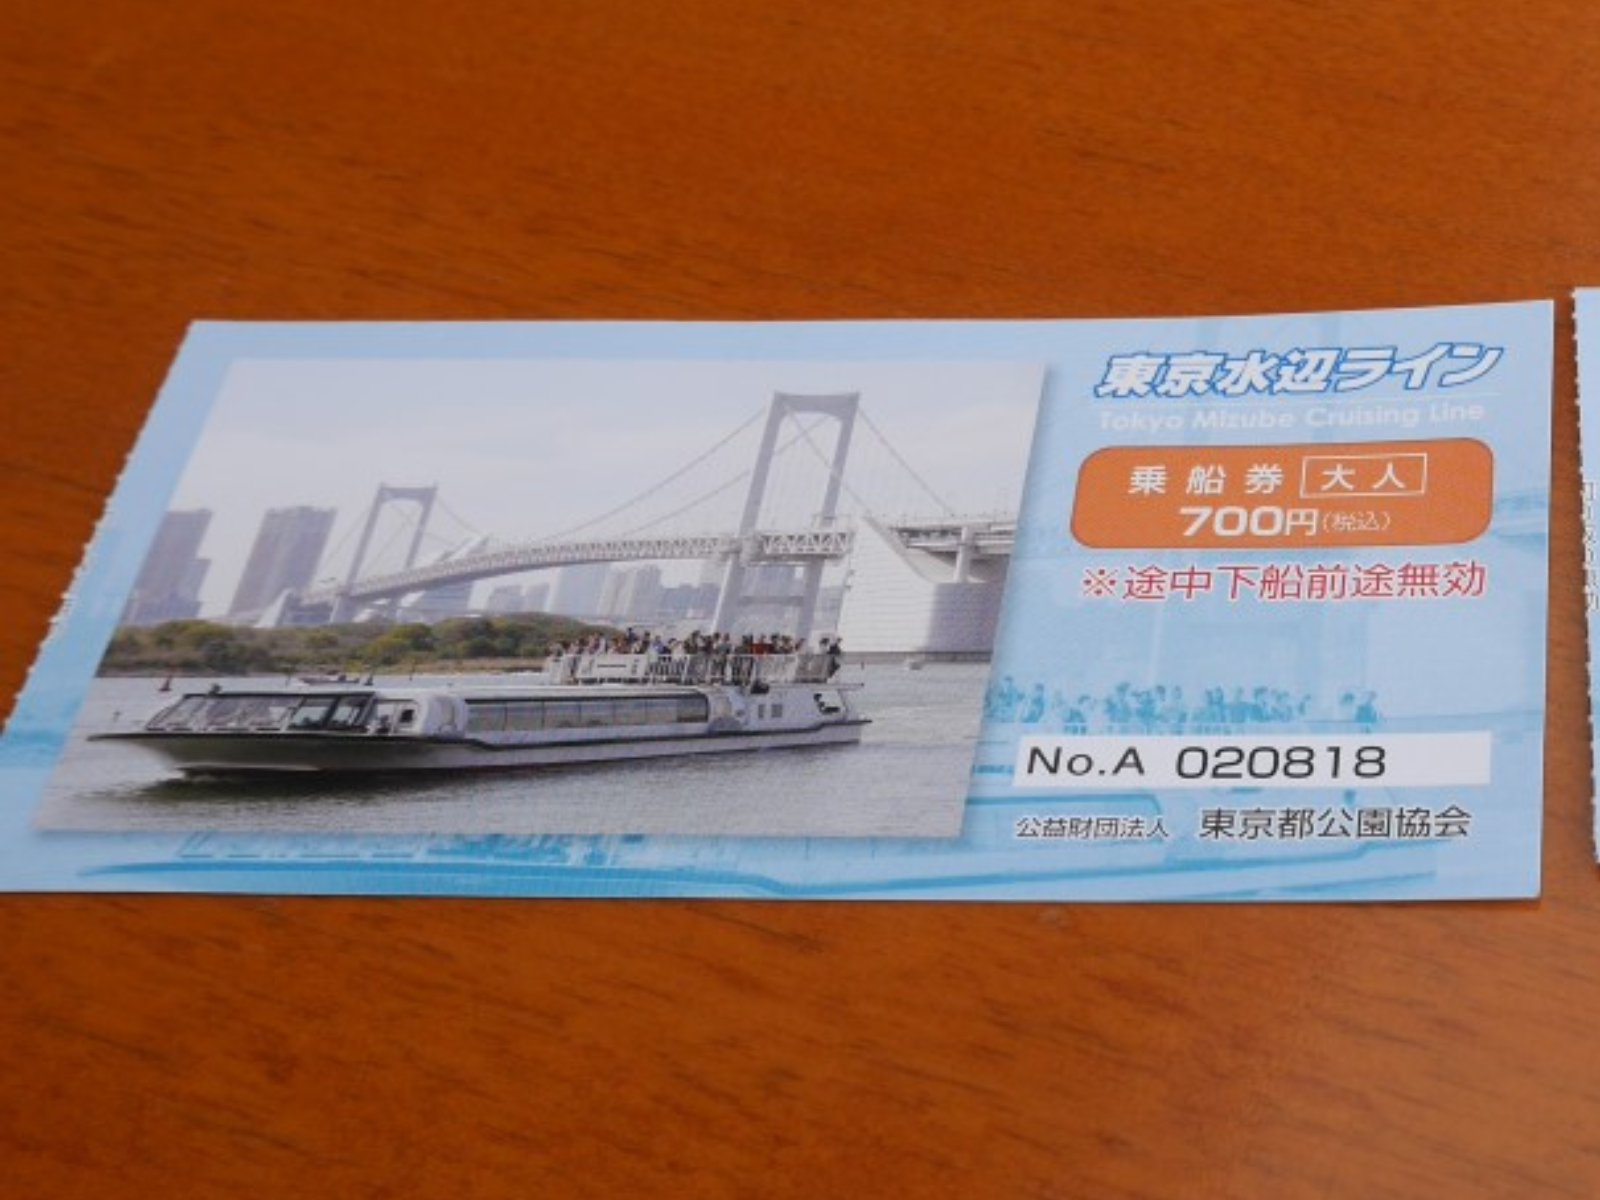 東京水辺ライン
Tokyo Mizube Cruising Line
乗船券 大人
700円(税込)
※途中下船前途無効
No.A 020818
公益財団法人 東京都公園協会